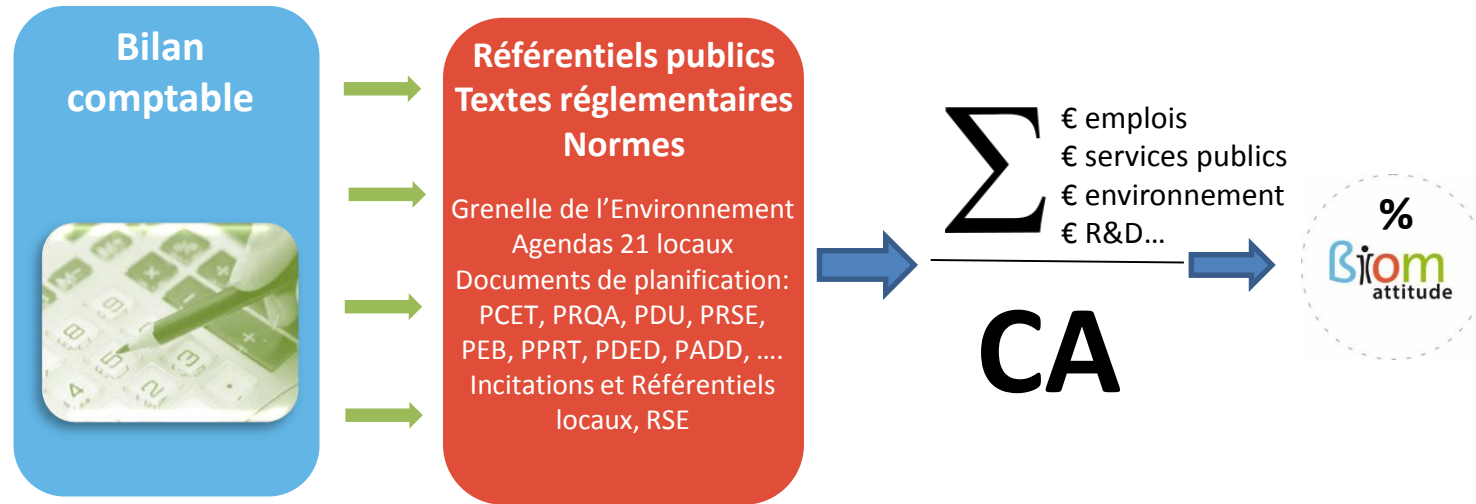 Bilan
comptable
Référentiels publics
Textes réglementaires
Normes
Grenelle de l'Environnement
Agendas 21 locaux
Documents de planification:
PCET, PRQA, PDU, PRSE,
PEB, PPRT, PDED, PADD, ....
Incitations et Référentiels
locaux, RSE
∑
€ emplois
€ services publics
€ environnement
€ R&D...
CA
%
Biom
attitude